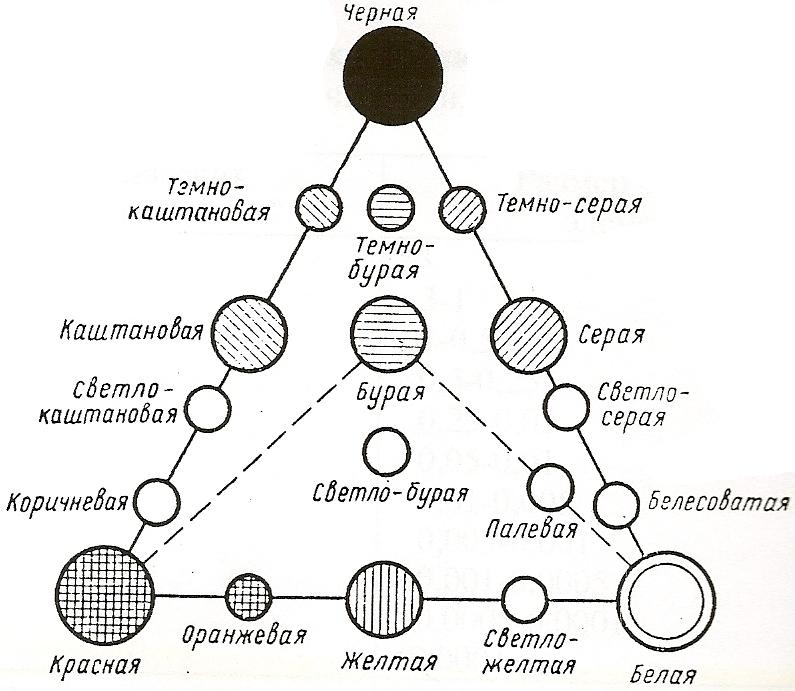 Черная
Темно-
каштановая
Темно-серая
Темно-
бурая
Каштановая
Серая
Светло-
каштановая
Бурая
Светло-
серая
Коричневая
Светло-бурая
Палевая
Белесоватая
Оранжевая
Светло-
желтая
Красная
Желтая
Белая